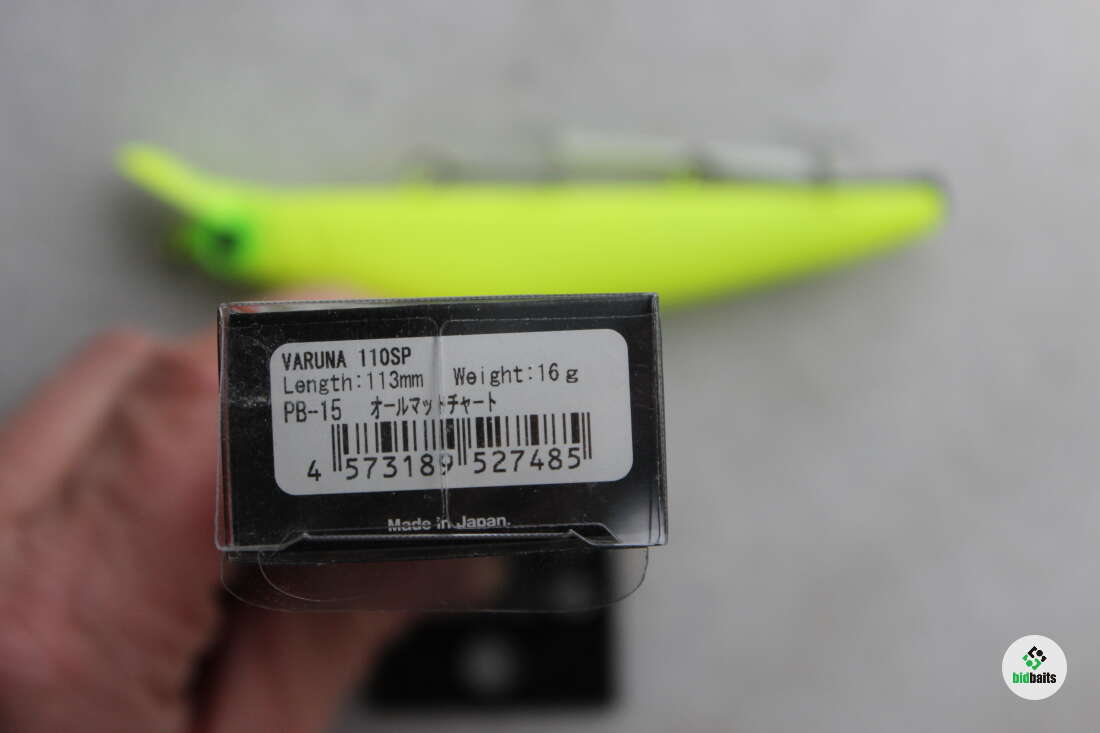 VARUNA 110SP
Length:113mm Weight:16g
PB-15 オールマットチャート
4 573189 527485
Made in Japan.
bidbaits